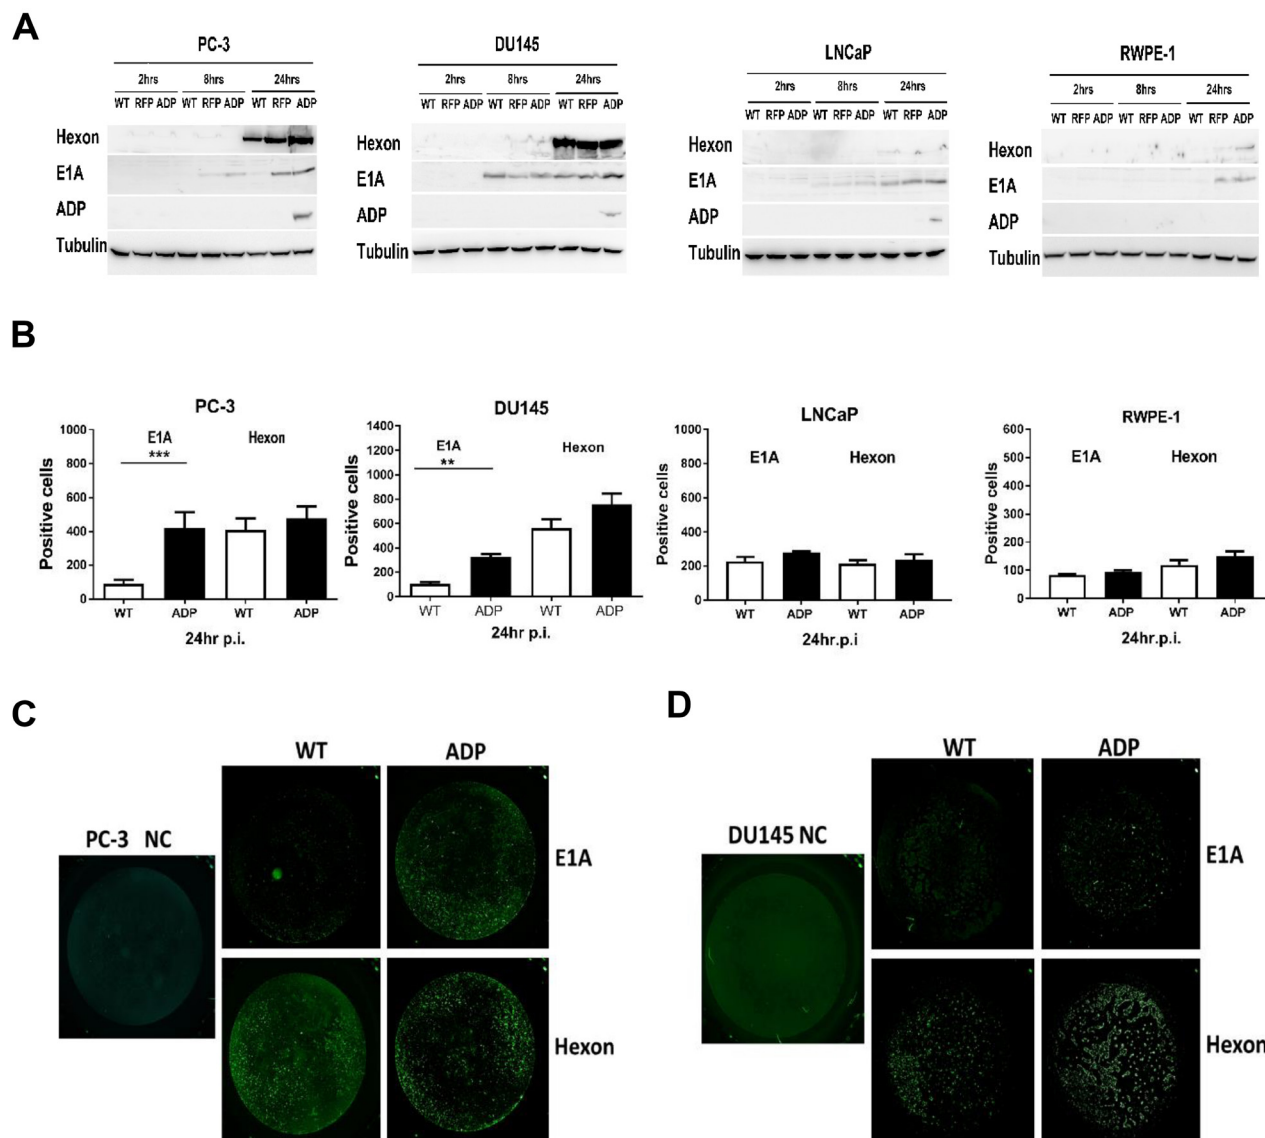 A
PC-3
2hrs 8hrs 24hrs
WT RFP ADP WT RFP ADP WT RFP ADP
Hexon
E1A
ADP
Tubulin
DU145
2hrs 8hrs 24hrs
WT RFP ADP WT RFP ADP WT RFP ADP
Hexon
E1A
ADP
Tubulin
LNCaP
2hrs 8hrs 24hrs
WT RFP ADP WT RFP ADP WT RFP ADP
Hexon
E1A
ADP
Tubulin
RWPE-1
2hrs 8hrs 24hrs
WT RFP ADP WT RFP ADP WT RFP ADP
Hexon
E1A
ADP
Tubulin
B
PC-3
Positive cells
1000
800
600
400
200
0
E1A Hexon
***
WT ADP WT ADP
24hr p.i.
DU145
Positive cells
1400
1200
1000
800
600
400
200
0
E1A Hexon
**
WT ADP WT ADP
24hr p.i.
LNCaP
Positive cells
1000
800
600
400
200
0
E1A Hexon
WT ADP WT ADP
24hr.p.i
RWPE-1
Positive cells
600
500
400
300
200
100
0
E1A Hexon
WT ADP WT ADP
24hr.p.i.
C
WT ADP
PC-3 NC
E1A
Hexon
D
WT ADP
DU145 NC
E1A
Hexon